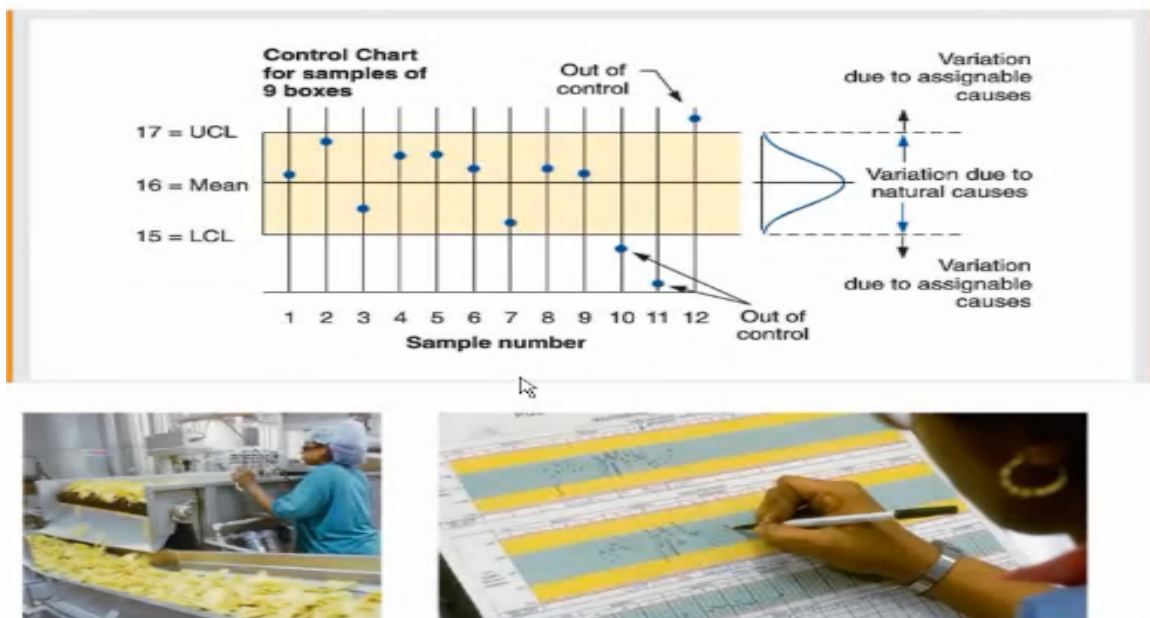 Control Chart
for samples of
9 boxes
Out of
control
Variation
due to assignable
causes
17 = UCL
16 = Mean
15 = LCL
Variation due to
natural causes
Variation
due to assignable
causes
1 2 3 4 5 6 7 8 9 10 11 12
Sample number
Out of
control